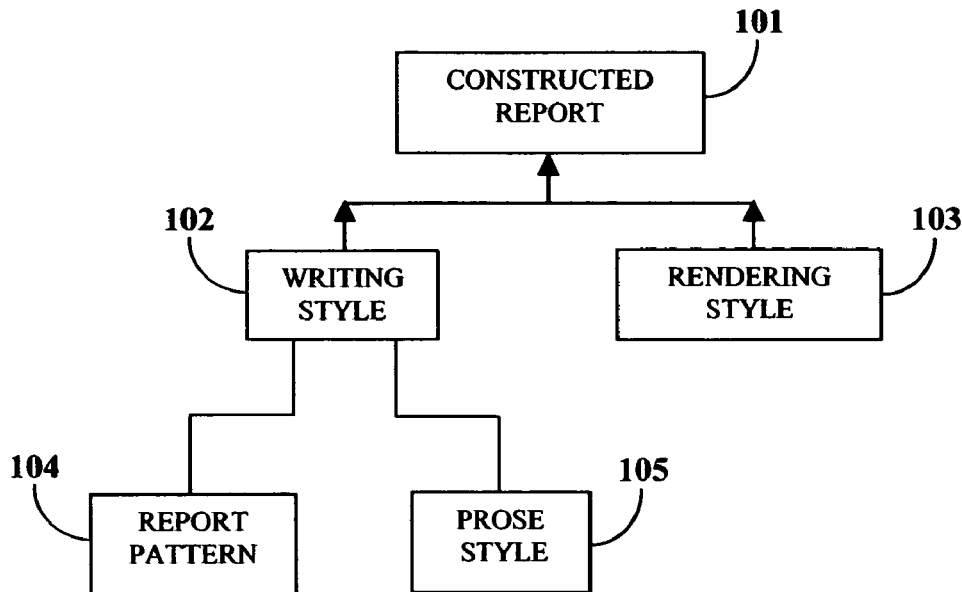 101
CONSTRUCTED
REPORT
102
103
WRITING
STYLE
RENDERING
STYLE
104
105
REPORT
PATTERN
PROSE
STYLE